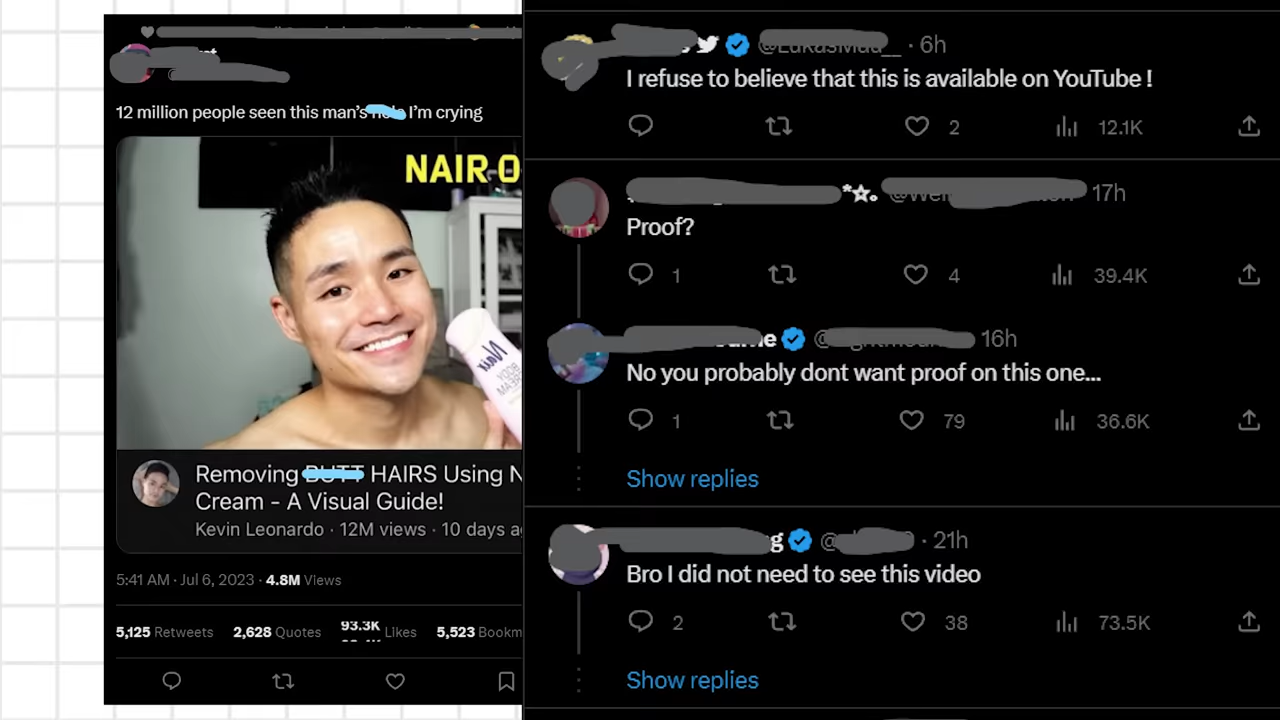 12 million people seen this man's I'm crying
NAIR O
Nair
BODY
CREAM
Removing BUTT HAIRS Using N
Cream - A Visual Guide!
Kevin Leonardo · 12M views · 10 days ag
5:41 AM · Jul 6, 2023 · 4.8M Views
5,125 Retweets 2,628 Quotes 93.3K Likes 5,523 Bookm
· 6h
I refuse to believe that this is available on YouTube !
2 12.1K
*☆。 17h
Proof?
1 4 39.4K
16h
No you probably dont want proof on this one...
1 79 36.6K
Show replies
g @ · 21h
Bro I did not need to see this video
2 38 73.5K
Show replies